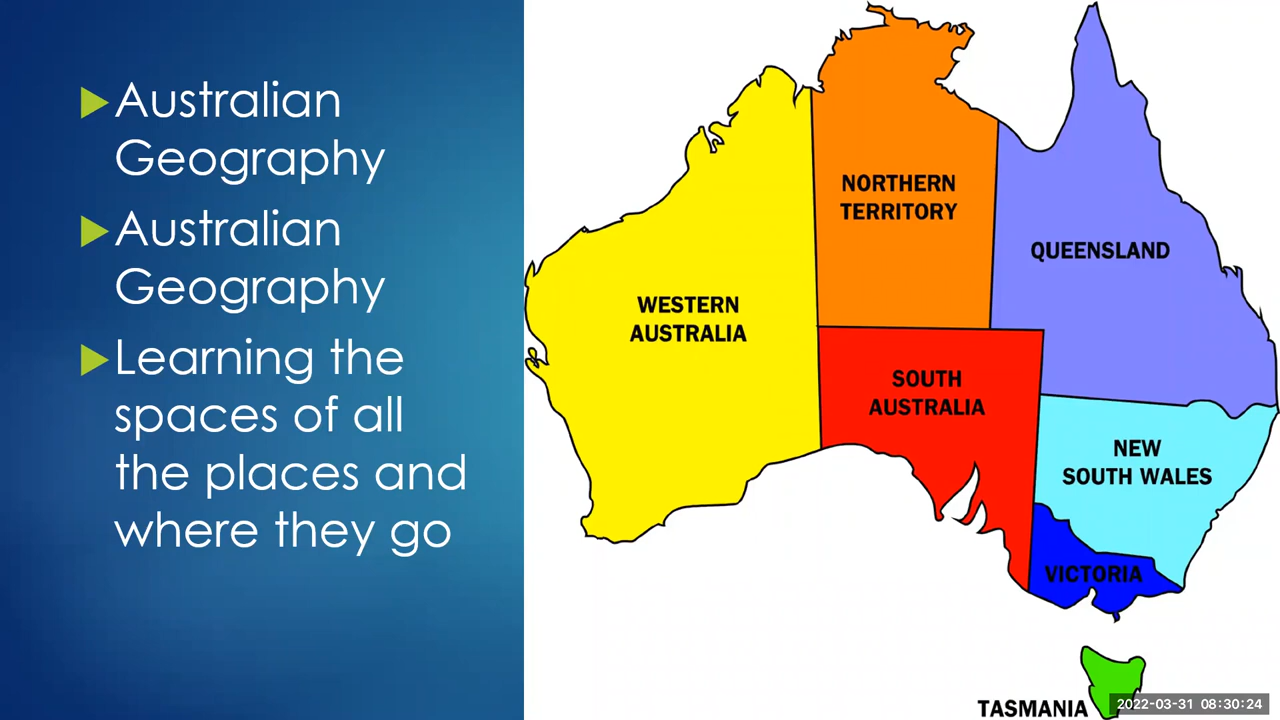 Australian
Geography
Australian
Geography
Learning the
spaces of all
the places and
where they go
NORTHERN
TERRITORY
QUEENSLAND
WESTERN
AUSTRALIA
SOUTH
AUSTRALIA
NEW
SOUTH WALES
VICTORIA
TASMANIA
2022-03-31 08:30:24